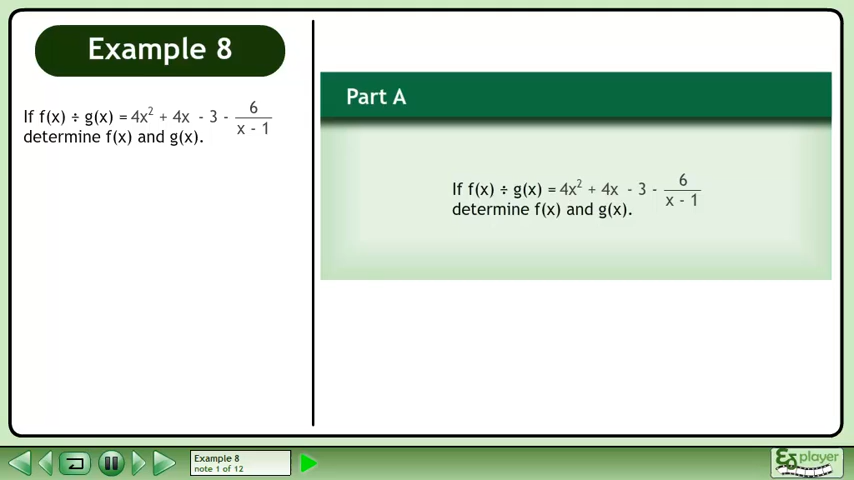 Example 8
If f(x) ÷ g(x) = 4x² + 4x - 3 - 6/(x - 1)
determine f(x) and g(x).
Part A
If f(x) ÷ g(x) = 4x² + 4x - 3 - 6/(x - 1)
determine f(x) and g(x).
Example 8
note 1 of 12
player